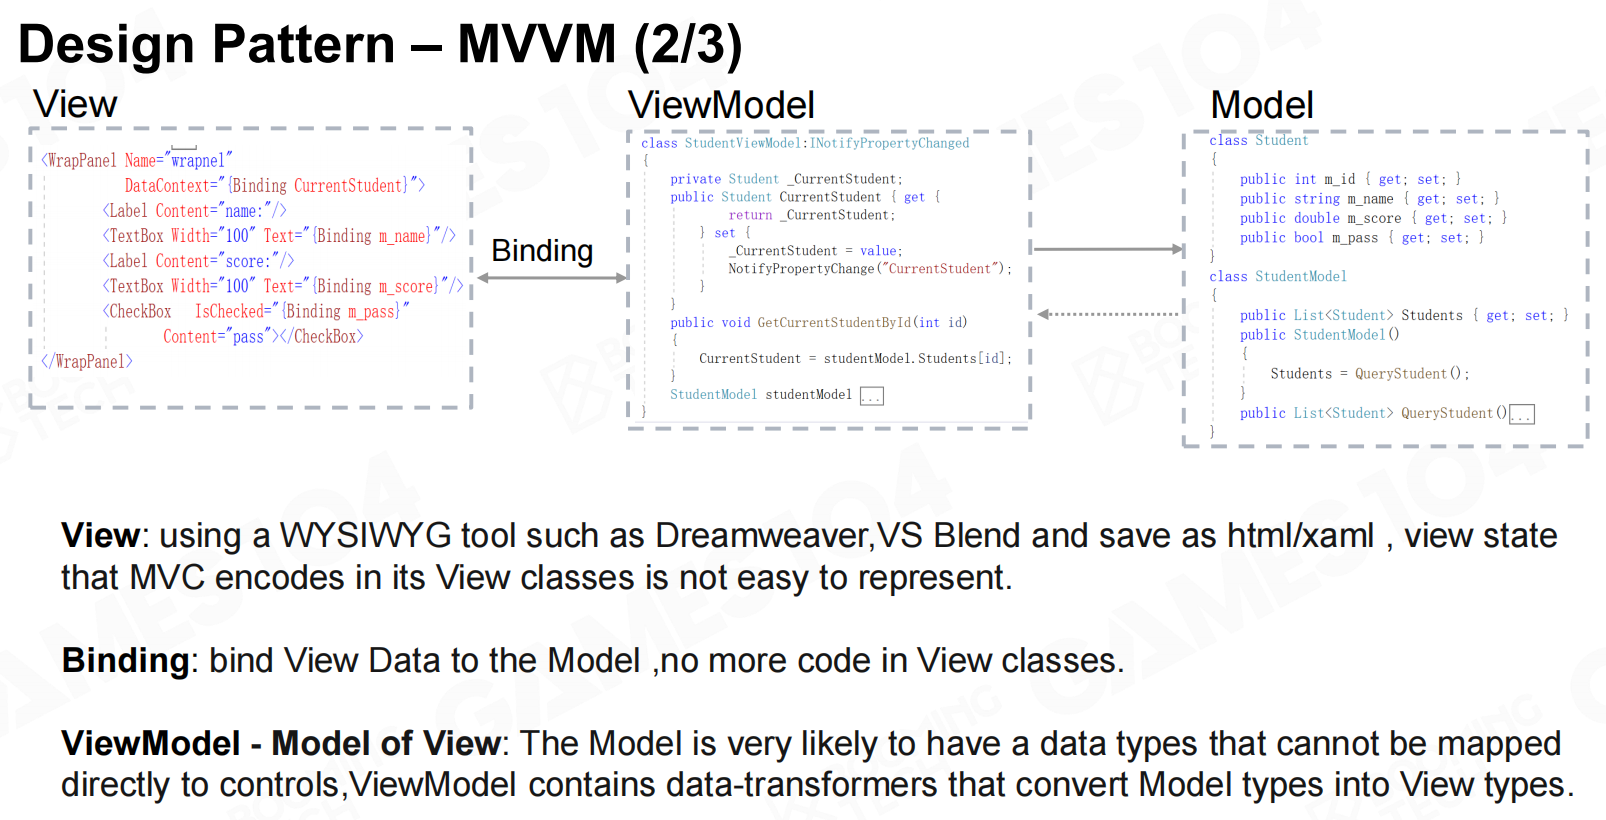 Design Pattern – MVVM (2/3)
View
<WrapPanel Name="wrapnel"
DataContext="{Binding CurrentStudent}">
<Label Content="name:"/>
<TextBox Width="100" Text="{Binding m_name}"/>
<Label Content="score:"/>
<TextBox Width="100" Text="{Binding m_score}"/>
<CheckBox IsChecked="{Binding m_pass}"
Content="pass"></CheckBox>
</WrapPanel>
Binding
ViewModel
class StudentViewModel:INotifyPropertyChanged
{
private Student _CurrentStudent;
public Student CurrentStudent { get {
return _CurrentStudent;
} set {
_CurrentStudent = value;
NotifyPropertyChange("CurrentStudent");
}
}
public void GetCurrentStudentById(int id)
{
CurrentStudent = studentModel.Students[id];
}
StudentModel studentModel ...
}
Model
class Student
{
public int m_id { get; set; }
public string m_name { get; set; }
public double m_score { get; set; }
public bool m_pass { get; set; }
}
class StudentModel
{
public List<Student> Students { get; set; }
public StudentModel()
{
Students = QueryStudent();
}
public List<Student> QueryStudent()...
}
View: using a WYSIWYG tool such as Dreamweaver,VS Blend and save as html/xaml , view state
that MVC encodes in its View classes is not easy to represent.
Binding: bind View Data to the Model ,no more code in View classes.
ViewModel - Model of View: The Model is very likely to have a data types that cannot be mapped
directly to controls,ViewModel contains data-transformers that convert Model types into View types.